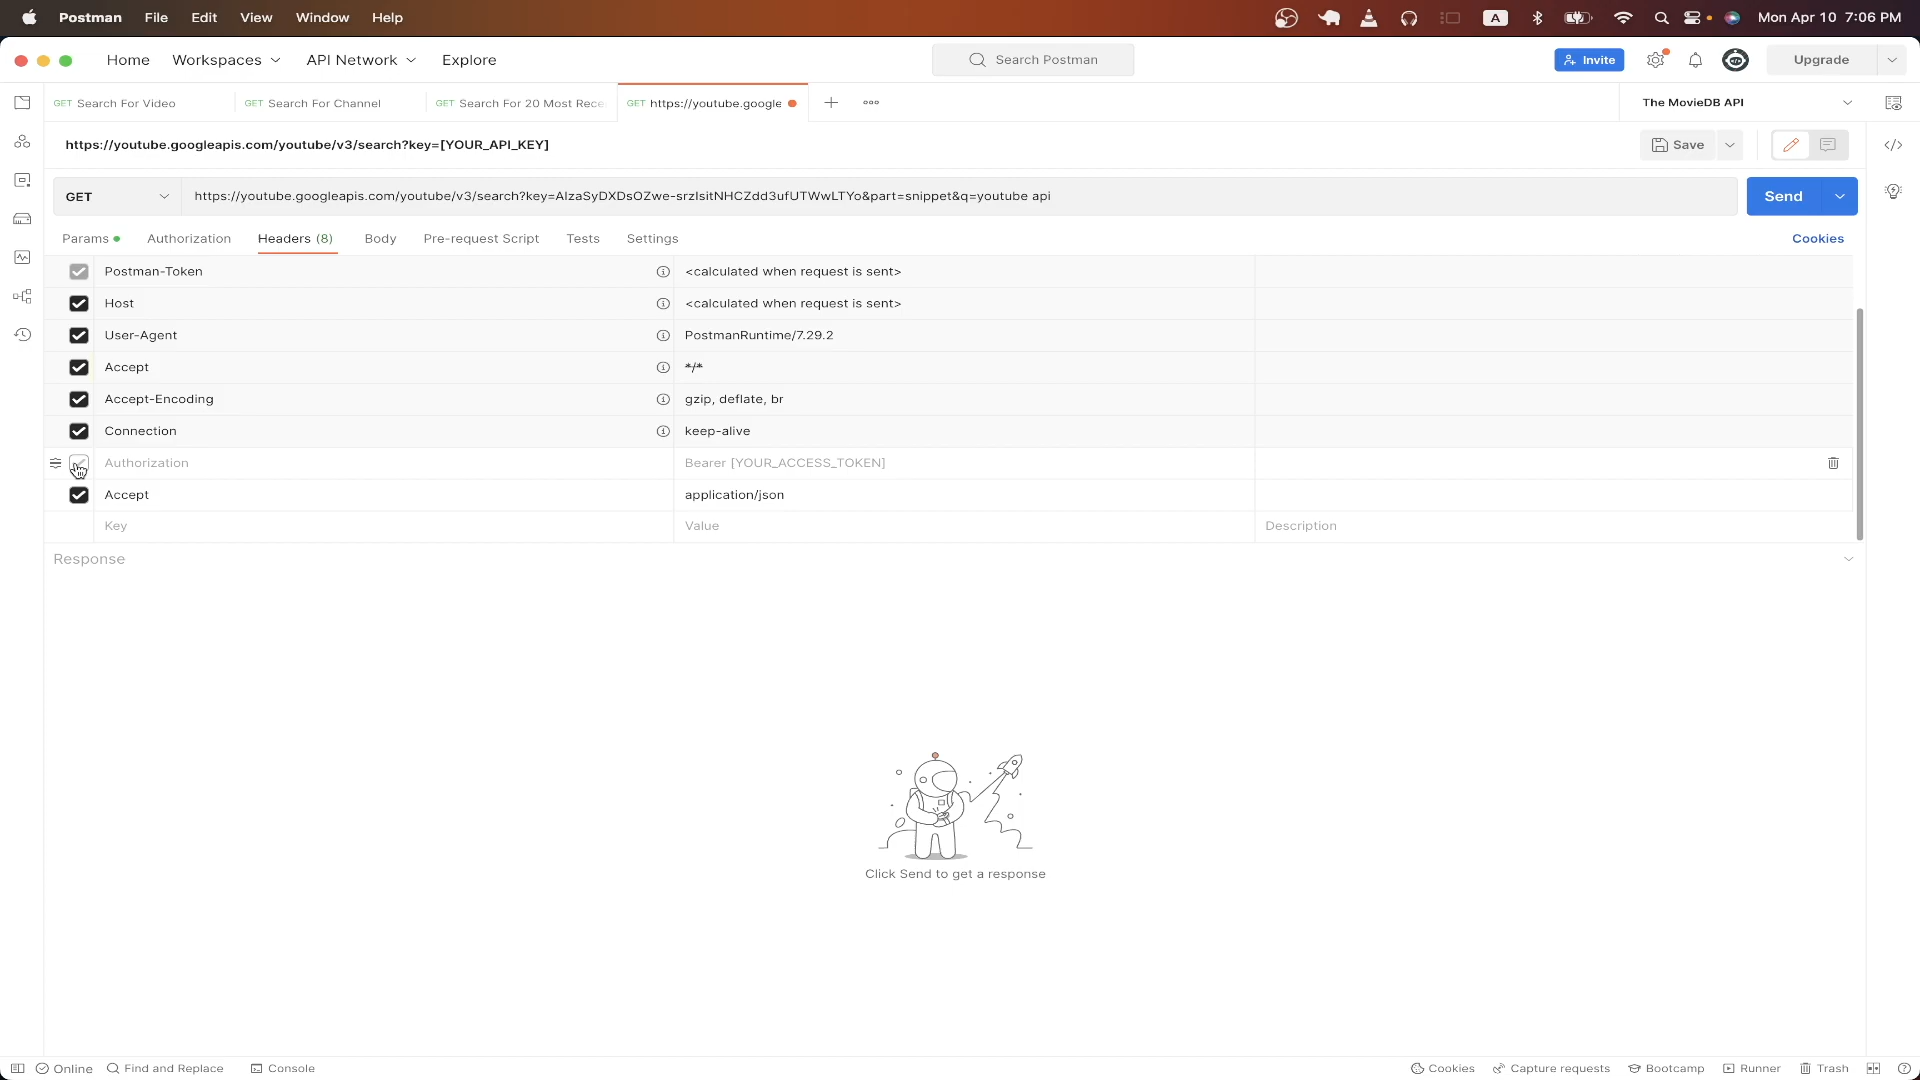 Postman File Edit View Window Help
A Mon Apr 10 7:06 PM
Home Workspaces API Network Explore
Search Postman
Invite Upgrade
GET Search For Video GET Search For Channel GET Search For 20 Most Rece GET https://youtube.google
The MovieDB API
https://youtube.googleapis.com/youtube/v3/search?key=[YOUR_API_KEY]
Save
GET https://youtube.googleapis.com/youtube/v3/search?key=AIzaSyDXDsOZwe-srzIsitNHCZdd3ufUTWwLTYo&part=snippet&q=youtube api Send
Params Authorization Headers (8) Body Pre-request Script Tests Settings Cookies
Postman-Token <calculated when request is sent>
Host <calculated when request is sent>
User-Agent PostmanRuntime/7.29.2
Accept */*
Accept-Encoding gzip, deflate, br
Connection keep-alive
Authorization Bearer [YOUR_ACCESS_TOKEN]
Accept application/json
Key Value Description
Response
Click Send to get a response
Online Find and Replace Console Cookies Capture requests Bootcamp Runner Trash